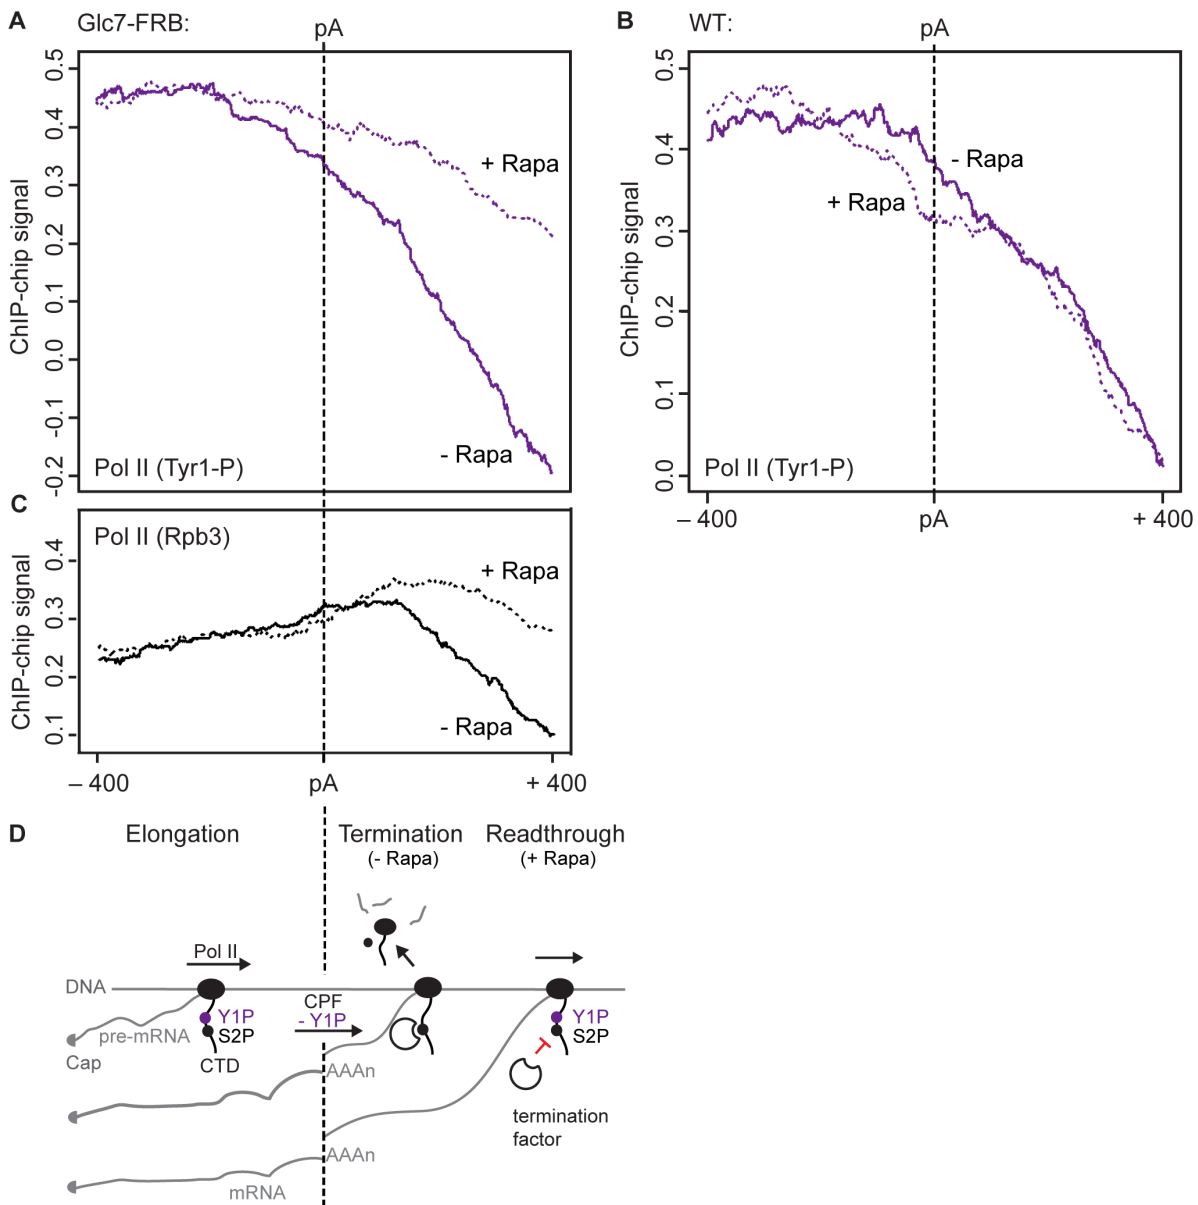 A Glc7-FRB: pA
0.5
0.4
0.3
0.2
0.1
0.0
-0.1
-0.2
ChIP-chip signal
+ Rapa
- Rapa
Pol II (Tyr1-P)
B WT: pA
0.5
0.4
0.3
0.2
0.1
0.0
ChIP-chip signal
- Rapa
+ Rapa
Pol II (Tyr1-P)
– 400 pA + 400
C
Pol II (Rpb3)
0.4
0.3
0.2
0.1
ChIP-chip signal
+ Rapa
- Rapa
– 400 pA + 400
D Elongation Termination Readthrough
(- Rapa) (+ Rapa)
Pol II
DNA
CPF
Y1P - Y1P Y1P
pre-mRNA S2P S2P
Cap CTD
AAAn
termination
factor
AAAn
mRNA